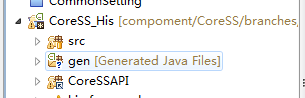 CommonSetting
CoreSS_His [compoment/CoreSS/branches,
src
gen [Generated Java Files]
CoreSSAPI